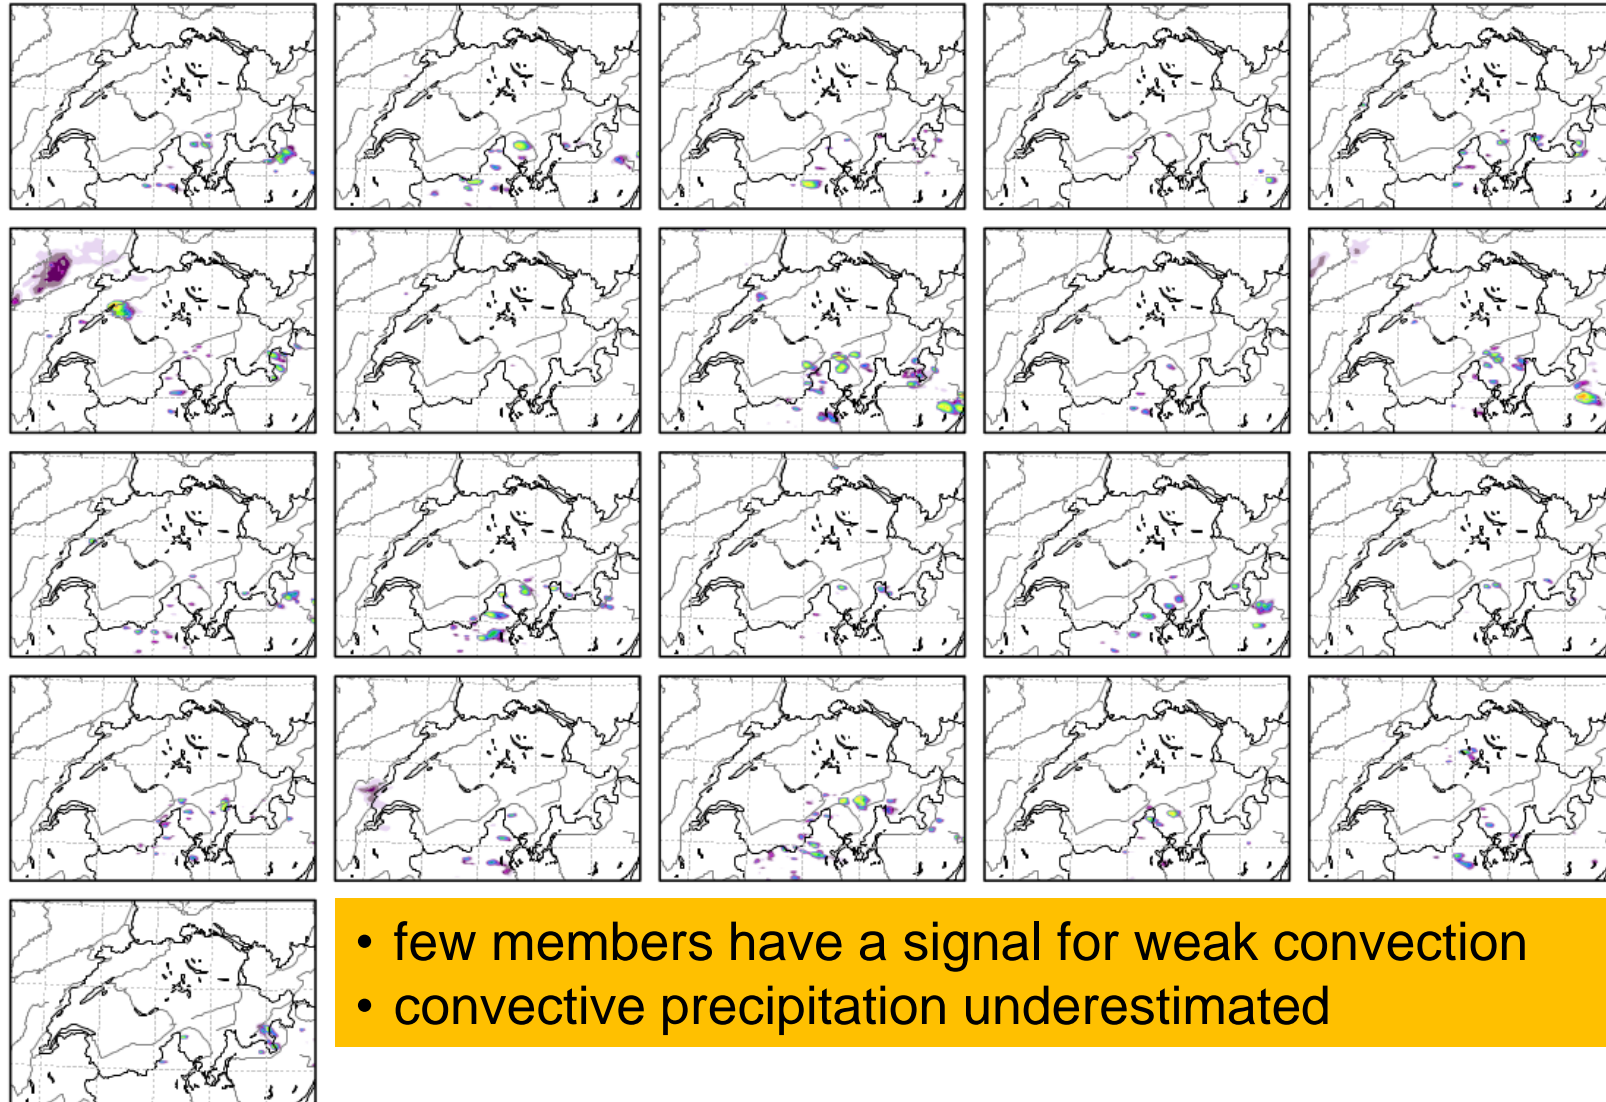 • few members have a signal for weak convection
• convective precipitation underestimated